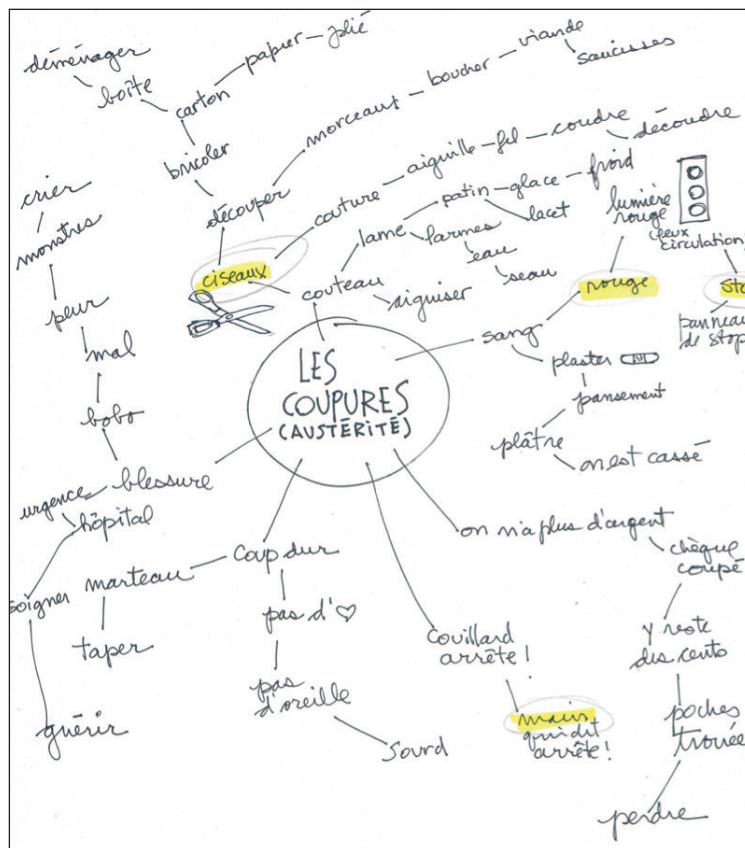 déménager
boîte
carton
papier
plié
bricoler
découper
morceaux
boucher
viande
saucisses
couture
aiguille
fil
coudre
découdre
ciseaux
couteau
lame
patin
glace
froid
lacet
larmes
eau
seau
aiguiser
crier
monstres
peur
mal
bobo
blessure
urgence
hôpital
soigner
guérir
LES
COUPURES
(AUSTÉRITÉ)
sang
rouge
lumière
rouge
circulation
panneau
de stop
plaster
pansement
plâtre
on est cassé
Coup dur
marteau
taper
pas d'♡
pas
d'oreille
sourd
Couillard
arrête!
main
qui dit
arrête!
on n'a plus d'argent
chèque
coupé
y reste
des cents
poches
trouée
perdre